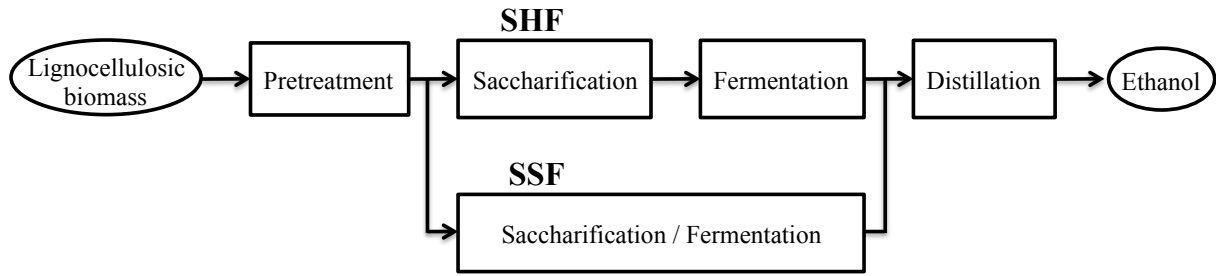 SHF
Lignocellulosic
biomass
Pretreatment
Saccharification
Fermentation
Distillation
Ethanol
SSF
Saccharification / Fermentation